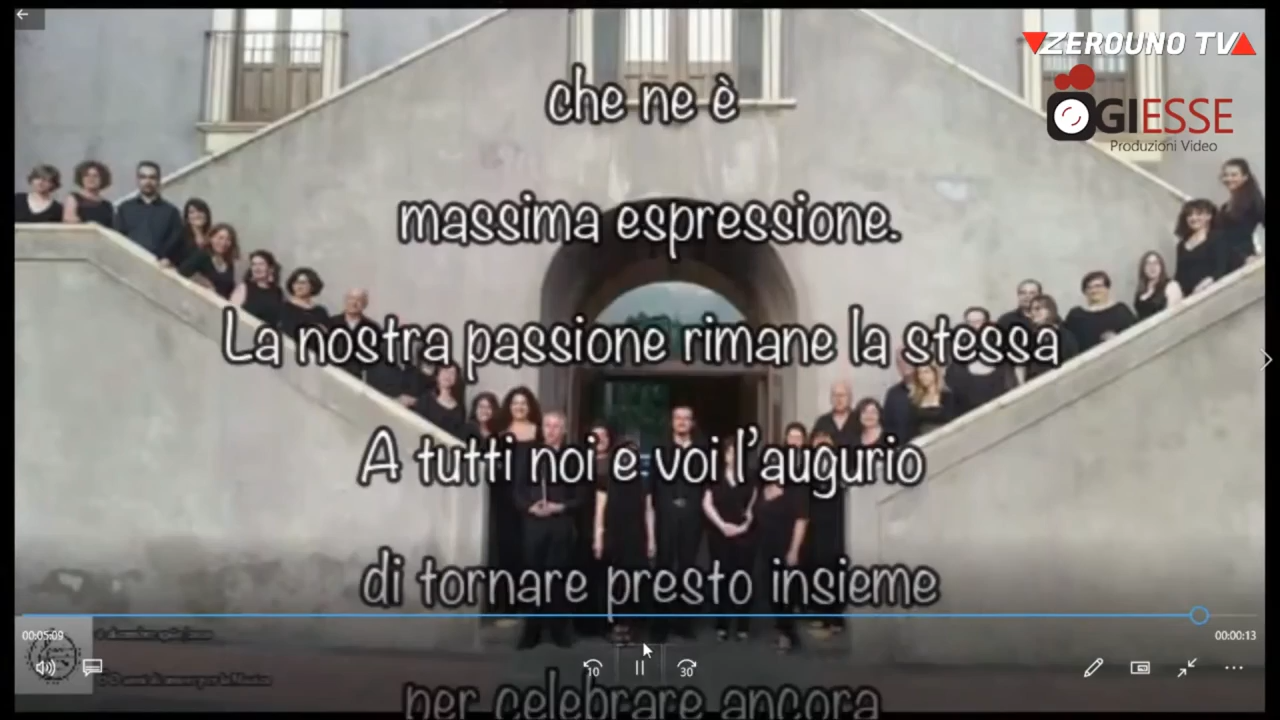 ZEROUNO TV
GIESSE
Produzioni Video
che ne è
massima espressione.
La nostra passione rimane la stessa
A tutti noi e voi l'augurio
di tornare presto insieme
per celebrare ancora
00:05:09
00:00:13
10
30